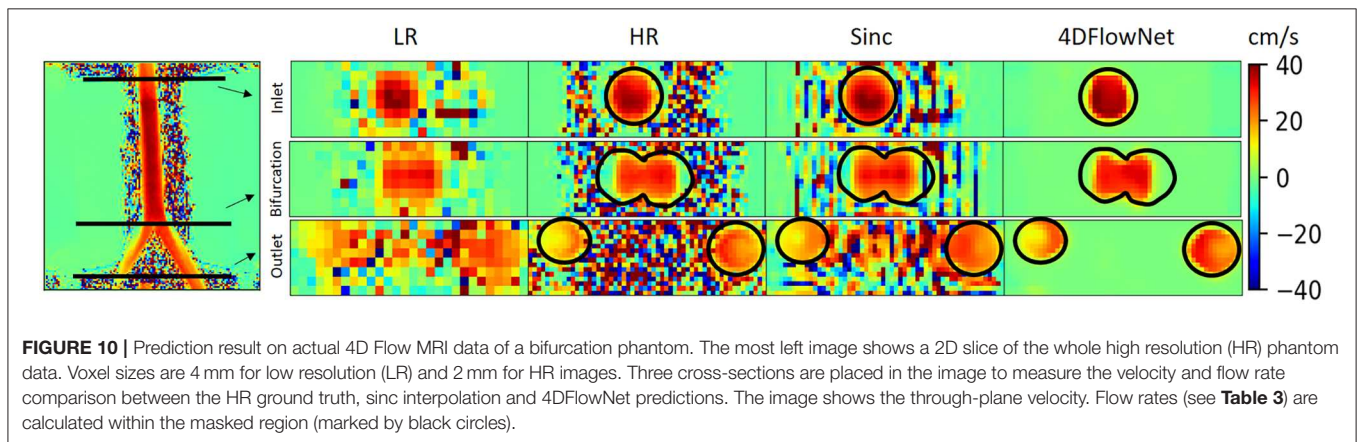 LR HR Sinc 4DFlowNet cm/s
Inlet
Bifurcation
Outlet
40
20
0
−20
−40
FIGURE 10 | Prediction result on actual 4D Flow MRI data of a bifurcation phantom. The most left image shows a 2D slice of the whole high resolution (HR) phantom
data. Voxel sizes are 4 mm for low resolution (LR) and 2 mm for HR images. Three cross-sections are placed in the image to measure the velocity and flow rate
comparison between the HR ground truth, sinc interpolation and 4DFlowNet predictions. The image shows the through-plane velocity. Flow rates (see Table 3) are
calculated within the masked region (marked by black circles).